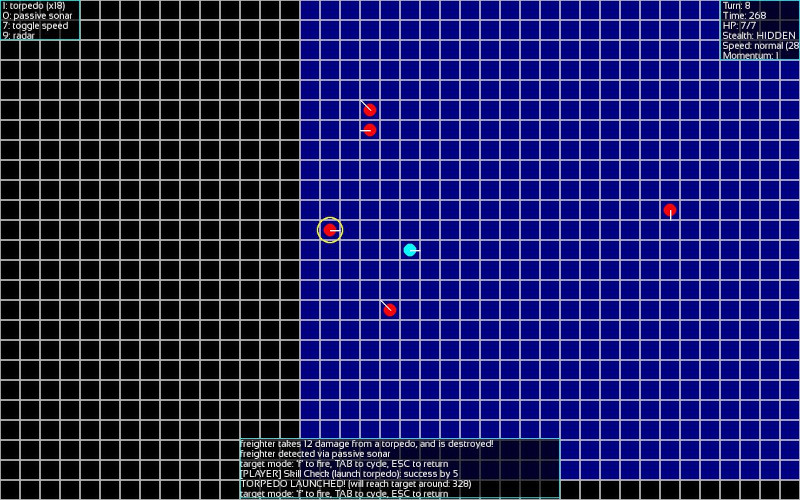 1: torpedo (x18)
0: passive sonar
7: toggle speed
9: radar
Turn: 8
Time: 268
HP: 7/7
Stealth: HIDDEN
Speed: normal (28
Momentum: 1
freighter takes 12 damage from a torpedo, and is destroyed!
freighter detected via passive sonar
target mode: 'f' to fire, TAB to cycle, ESC to return
[PLAYER] Skill Check (launch torpedo): success by 5
TORPEDO LAUNCHED! (will reach target around: 328)
target mode: 'f' to fire, TAB to cycle, ESC to return